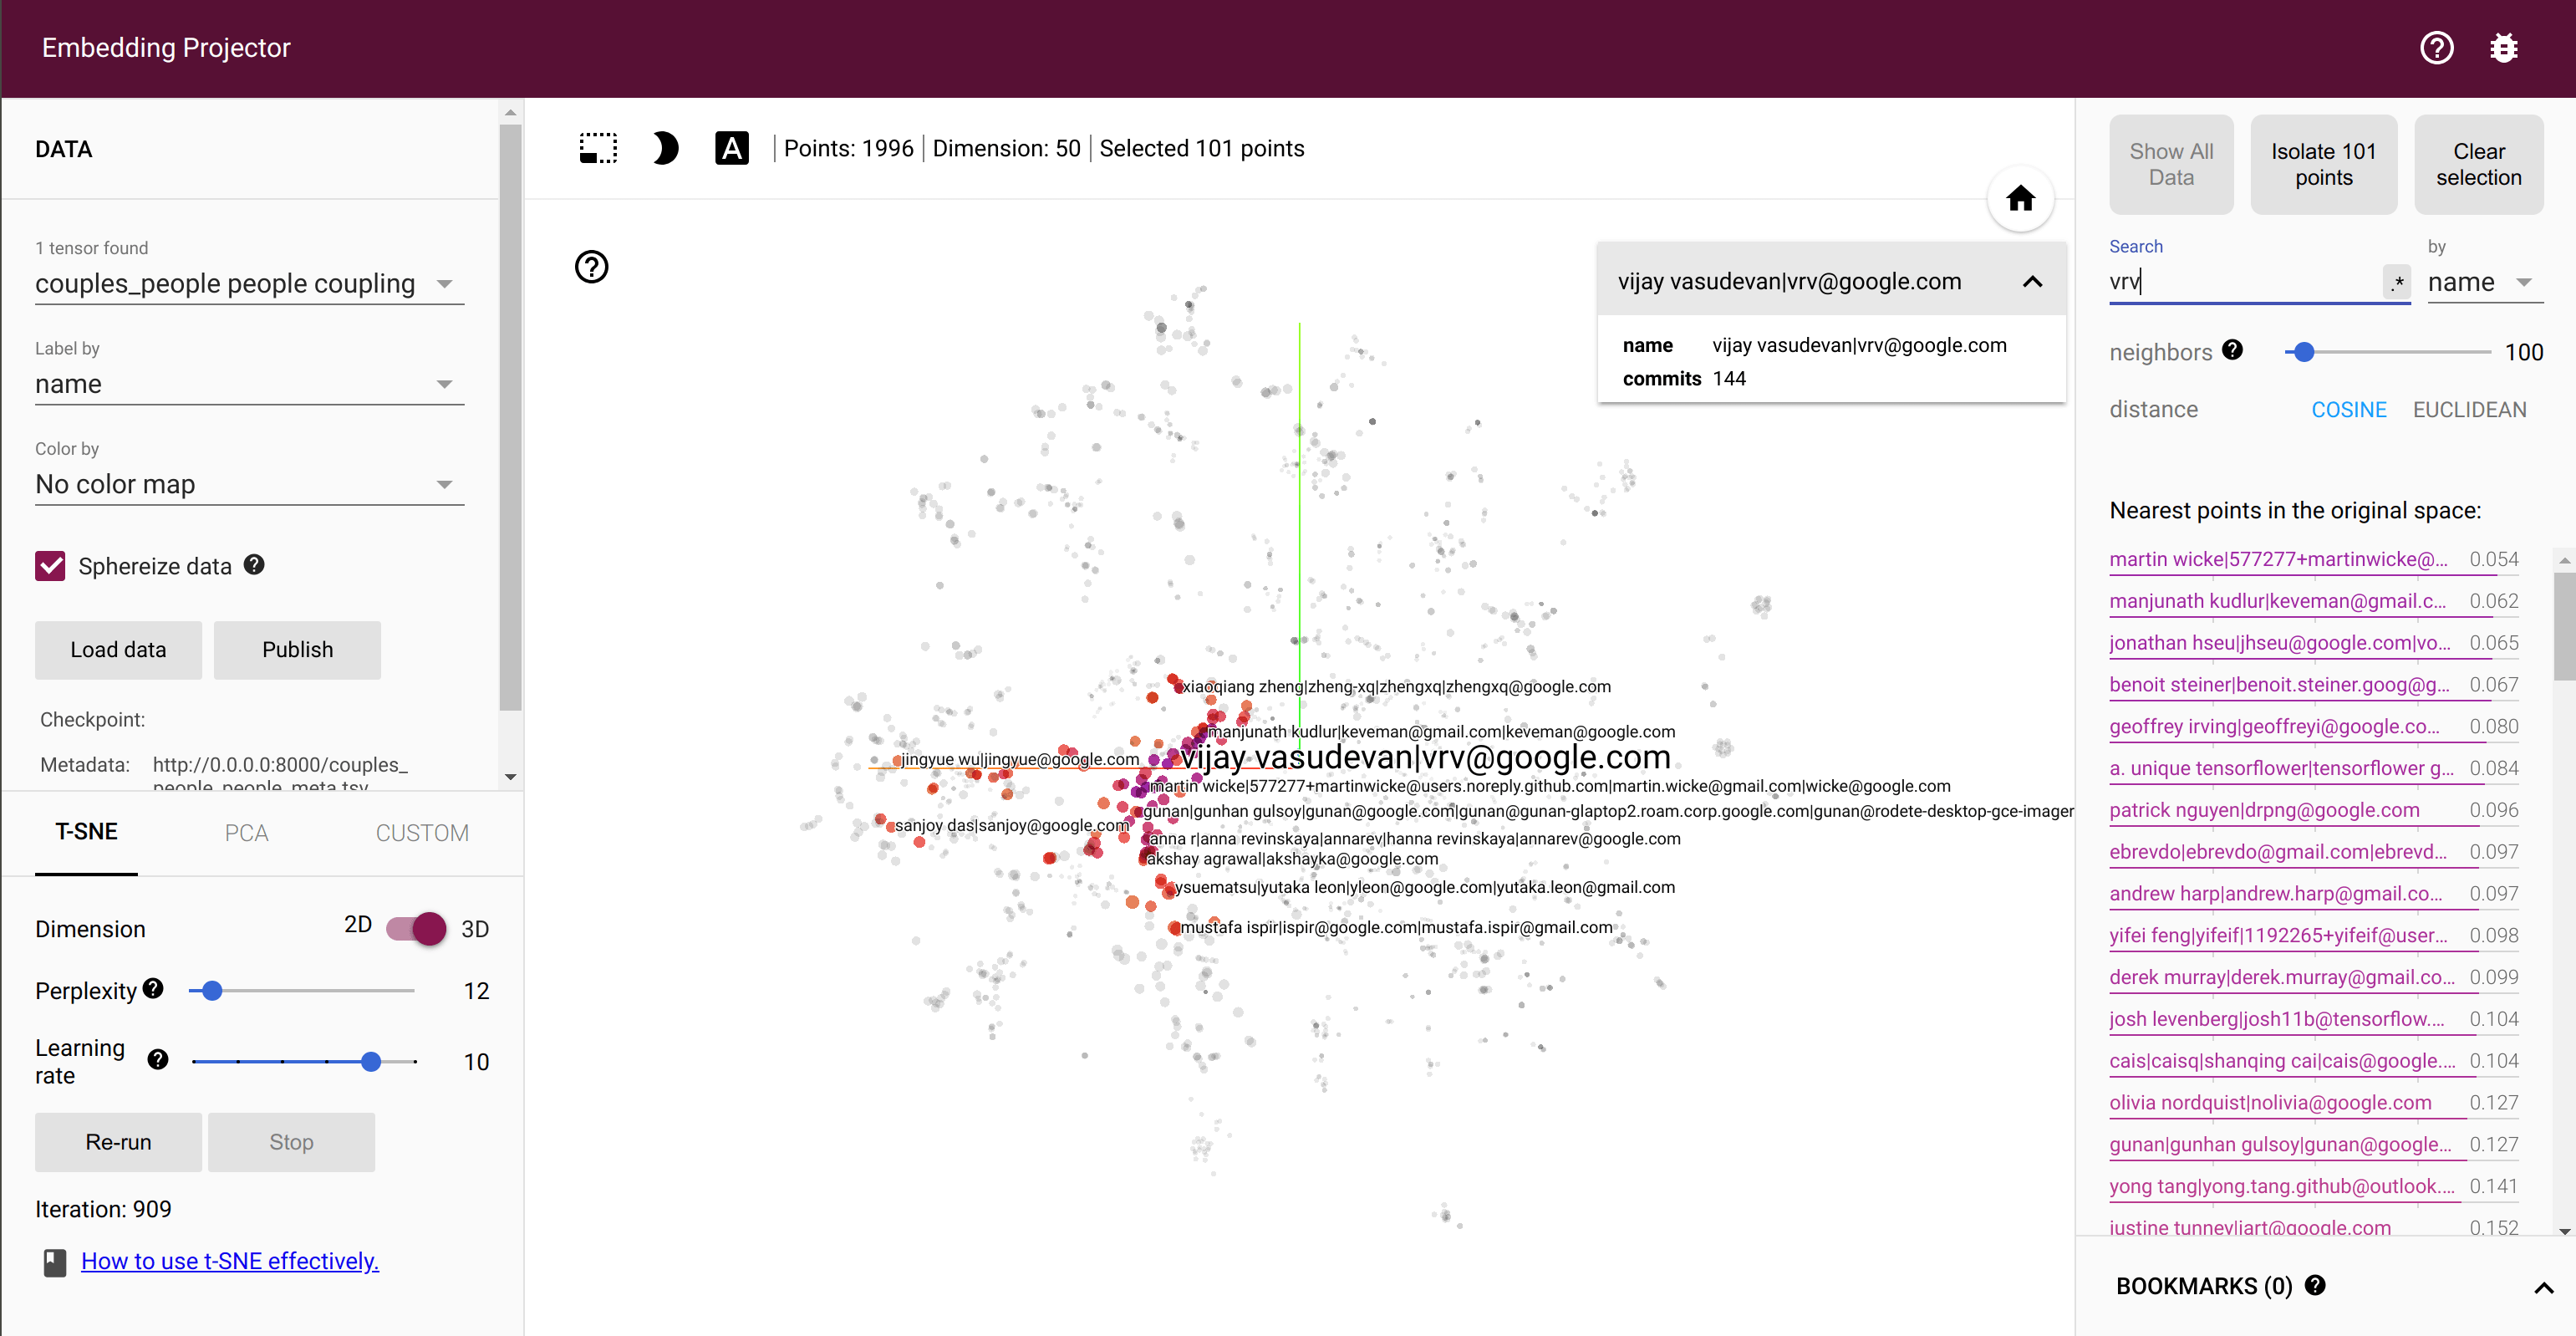 Embedding Projector
DATA
1 tensor found
couples_people people coupling
Label by
name
Color by
No color map
Sphereize data
Load data
Publish
Checkpoint:
Metadata: http://0.0.0.0:8000/couples_
people_people_meta.tsv
T-SNE
PCA
CUSTOM
Dimension 2D 3D
Perplexity 12
Learning
rate 10
Re-run
Stop
Iteration: 909
How to use t-SNE effectively.
A
Points: 1996 | Dimension: 50 | Selected 101 points
vijay vasudevan|vrv@google.com
name vijay vasudevan|vrv@google.com
commits 144
xiaoqiang zheng|zheng-xq|zhengxq|zhengxq@google.com
manjunath kudlur|keveman@gmail.com|keveman@google.com
vijay vasudevan|vrv@google.com
jingyue wu|jingyue@google.com
martin wicke|577277+martinwicke@users.noreply.github.com|martin.wicke@gmail.com|wicke@google.com
gunan|gunhan gulsoy|gunan@google.com|gunan@gunan-glaptop2.roam.corp.google.com|gunan@rodete-desktop-gce-imager
sanjoy das|sanjoy@google.com
anna r|anna revinskaya|annarev|hanna revinskaya|annarev@google.com
akshay agrawal|akshayka@google.com
ysuematsu|yutaka leon|yleon@google.com|yutaka.leon@gmail.com
mustafa ispir|ispir@google.com|mustafa.ispir@gmail.com
Show All
Data
Isolate 101
points
Clear
selection
Search
vrv
.*
by
name
neighbors 100
distance COSINE EUCLIDEAN
Nearest points in the original space:
martin wicke|577277+martinwicke@... 0.054
manjunath kudlur|keveman@gmail.c... 0.062
jonathan hseu|jhseu@google.com|vo... 0.065
benoit steiner|benoit.steiner.goog@g... 0.067
geoffrey irving|geoffreyi@google.co... 0.080
a. unique tensorflower|tensorflower g... 0.084
patrick nguyen|drpng@google.com 0.096
ebrevdo|ebrevdo@gmail.com|ebrevd... 0.097
andrew harp|andrew.harp@gmail.co... 0.097
yifei feng|yifeif|1192265+yifeif@user... 0.098
derek murray|derek.murray@gmail.co... 0.099
josh levenberg|josh11b@tensorflow.... 0.104
cais|caisq|shanqing cai|cais@google.... 0.104
olivia nordquist|nolivia@google.com 0.127
gunan|gunhan gulsoy|gunan@google... 0.127
yong tang|yong.tang.github@outlook.... 0.141
justine tunney|jart@google.com 0.152
BOOKMARKS (0)